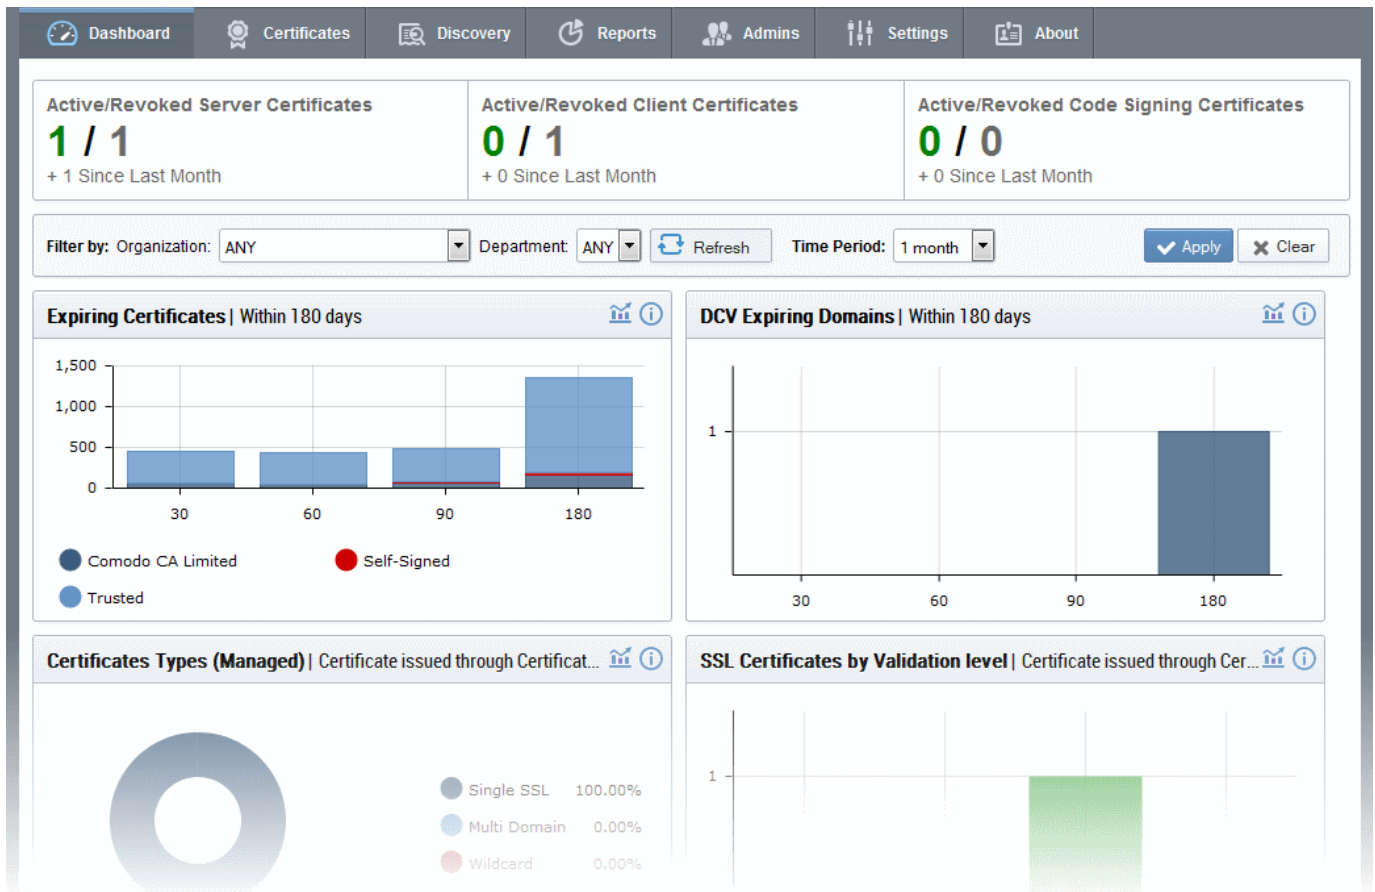 Dashboard Certificates Discovery Reports Admins Settings About
Active/Revoked Server Certificates
1 / 1
+ 1 Since Last Month
Active/Revoked Client Certificates
0 / 1
+ 0 Since Last Month
Active/Revoked Code Signing Certificates
0 / 0
+ 0 Since Last Month
Filter by: Organization: ANY Department: ANY Refresh Time Period: 1 month Apply Clear
Expiring Certificates | Within 180 days
1,500
1,000
500
0
30 60 90 180
Comodo CA Limited Self-Signed
Trusted
DCV Expiring Domains | Within 180 days
1
30 60 90 180
Certificates Types (Managed) | Certificate issued through Certificat...
Single SSL 100.00%
Multi Domain 0.00%
Wildcard 0.00%
SSL Certificates by Validation level | Certificate issued through Cer...
1